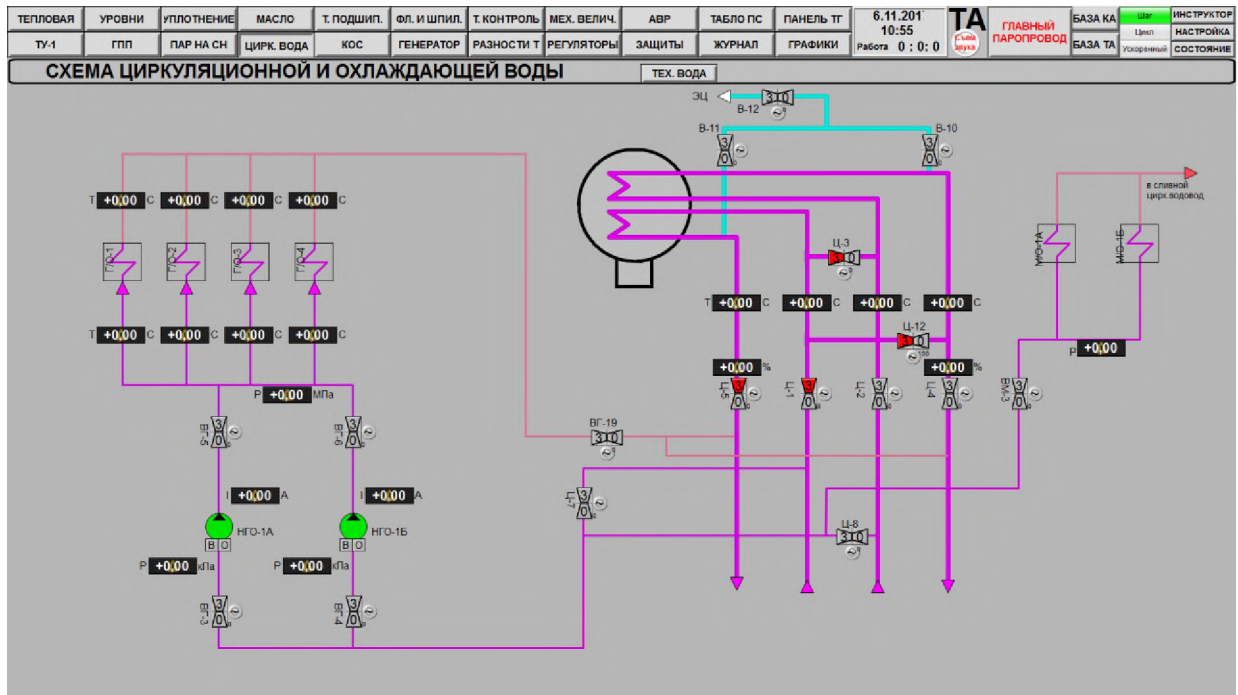 ТЕПЛОВАЯ УРОВНИ УПЛОТНЕНИЕ МАСЛО Т. ПОДШИП. ФЛ. И ШПИЛ. Т. КОНТРОЛЬ МЕХ. ВЕЛИЧ. АВР ТАБЛО ПС ПАНЕЛЬ ТГ
6.11.201
10:55
Работа 0 : 0: 0
ТА
Съем
звука
ГЛАВНЫЙ
ПАРОПРОВОД
БАЗА КА
БАЗА ТА
Шаг
Цикл
Ускоренный
ИНСТРУКТОР
НАСТРОЙКА
СОСТОЯНИЕ
ТУ-1 ГПП ПАР НА СН ЦИРК. ВОДА КОС ГЕНЕРАТОР РАЗНОСТИ Т РЕГУЛЯТОРЫ ЗАЩИТЫ ЖУРНАЛ ГРАФИКИ
СХЕМА ЦИРКУЛЯЦИОННОЙ И ОХЛАЖДАЮЩЕЙ ВОДЫ
ТЕХ. ВОДА
ЭЦ
В-12
З О
В-11
З О
В-10
З О
в сливной
цирк.водовод
Т +0,00 С +0,00 С +0,00 С +0,00 С
Г/О-1 Г/О-2 Г/О-3 Г/О-4
Ц-3
З О
М/О-1А М/О-1Б
Т +0,00 С +0,00 С +0,00 С +0,00 С
Т +0,00 С +0,00 С +0,00 С +0,00 С
Ц-12
З О
100
Р +0,00
+0,00 % +0,00 %
Р +0,00 МПа
Ц-5 З О Ц-1 З О Ц-2 З О Ц-4 З О ВМ-3 З О
ВГ-5 З О ВГ-6 З О
ВГ-19
З О
I +0,00 А I +0,00 А
Ц-7 З О
НГО-1А НГО-1Б
В О В О
Ц-8
З О
Р +0,00 кПа Р +0,00 кПа
ВГ-3 З О ВГ-4 З О